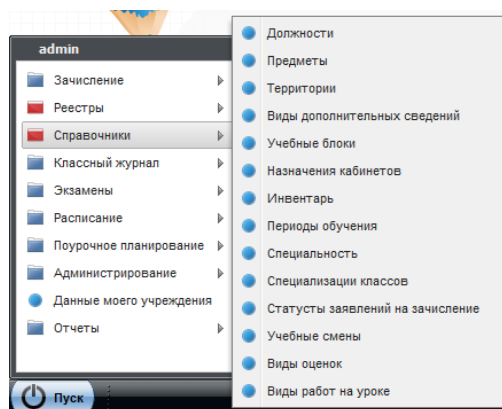 admin
Зачисление
Реестры
Справочники
Классный журнал
Экзамены
Расписание
Поурочное планирование
Администрирование
Данные моего учреждения
Отчеты
Пуск
Должности
Предметы
Территории
Виды дополнительных сведений
Учебные блоки
Назначения кабинетов
Инвентарь
Периоды обучения
Специальность
Специализации классов
Статусты заявлений на зачисление
Учебные смены
Виды оценок
Виды работ на уроке